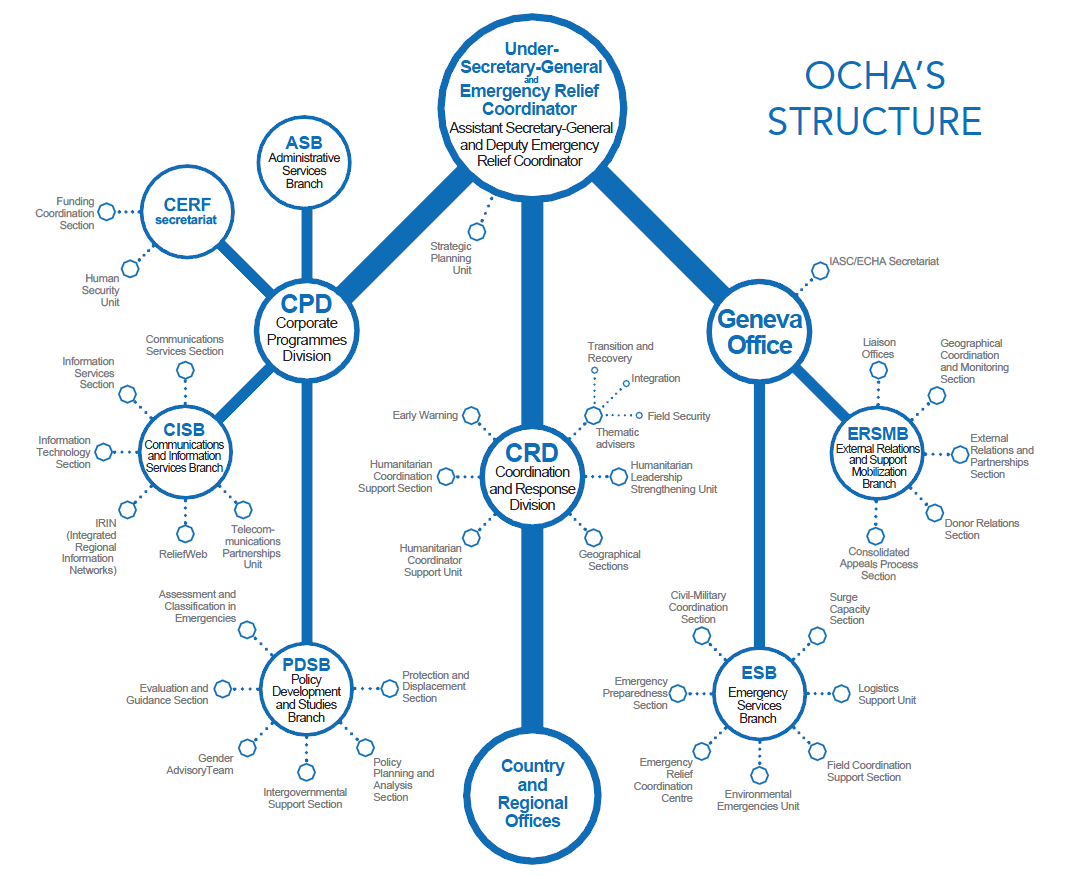 OCHA'S
STRUCTURE
Under-
Secretary-General
and
Emergency Relief
Coordinator
Assistant Secretary-General
and Deputy Emergency
Relief Coordinator
Strategic
Planning
Unit
ASB
Administrative
Services
Branch
CERF
secretariat
Funding
Coordination
Section
Human
Security
Unit
CPD
Corporate
Programmes
Division
Communications
Services Section
Information
Services
Section
Information
Technology
Section
CISB
Communications
and Information
Services Branch
IRIN
(Integrated
Regional
Information
Networks)
ReliefWeb
Telecom-
munications
Partnerships
Unit
Assessment and
Classification in
Emergencies
Evaluation and
Guidance Section
PDSB
Policy
Development
and Studies
Branch
Protection and
Displacement
Section
Gender
AdvisoryTeam
Intergovernmental
Support Section
Policy
Planning and
Analysis
Section
Transition and
Recovery
Integration
Field Security
Thematic
advisers
Early Warning
Humanitarian
Coordination
Support Section
CRD
Coordination
and Response
Division
Humanitarian
Leadership
Strengthening Unit
Humanitarian
Coordinator
Support Unit
Geographical
Sections
Country
and
Regional
Offices
Geneva
Office
IASC/ECHA Secretariat
Liaison
Offices
Geographical
Coordination
and Monitoring
Section
ERSMB
External Relations
and Support
Mobilization
Branch
External
Relations and
Partnerships
Section
Donor Relations
Section
Consolidated
Appeals Process
Section
Civil-Military
Coordination
Section
Surge
Capacity
Section
Emergency
Preparedness
Section
ESB
Emergency
Services
Branch
Logistics
Support Unit
Emergency
Relief
Coordination
Centre
Environmental
Emergencies Unit
Field Coordination
Support Section